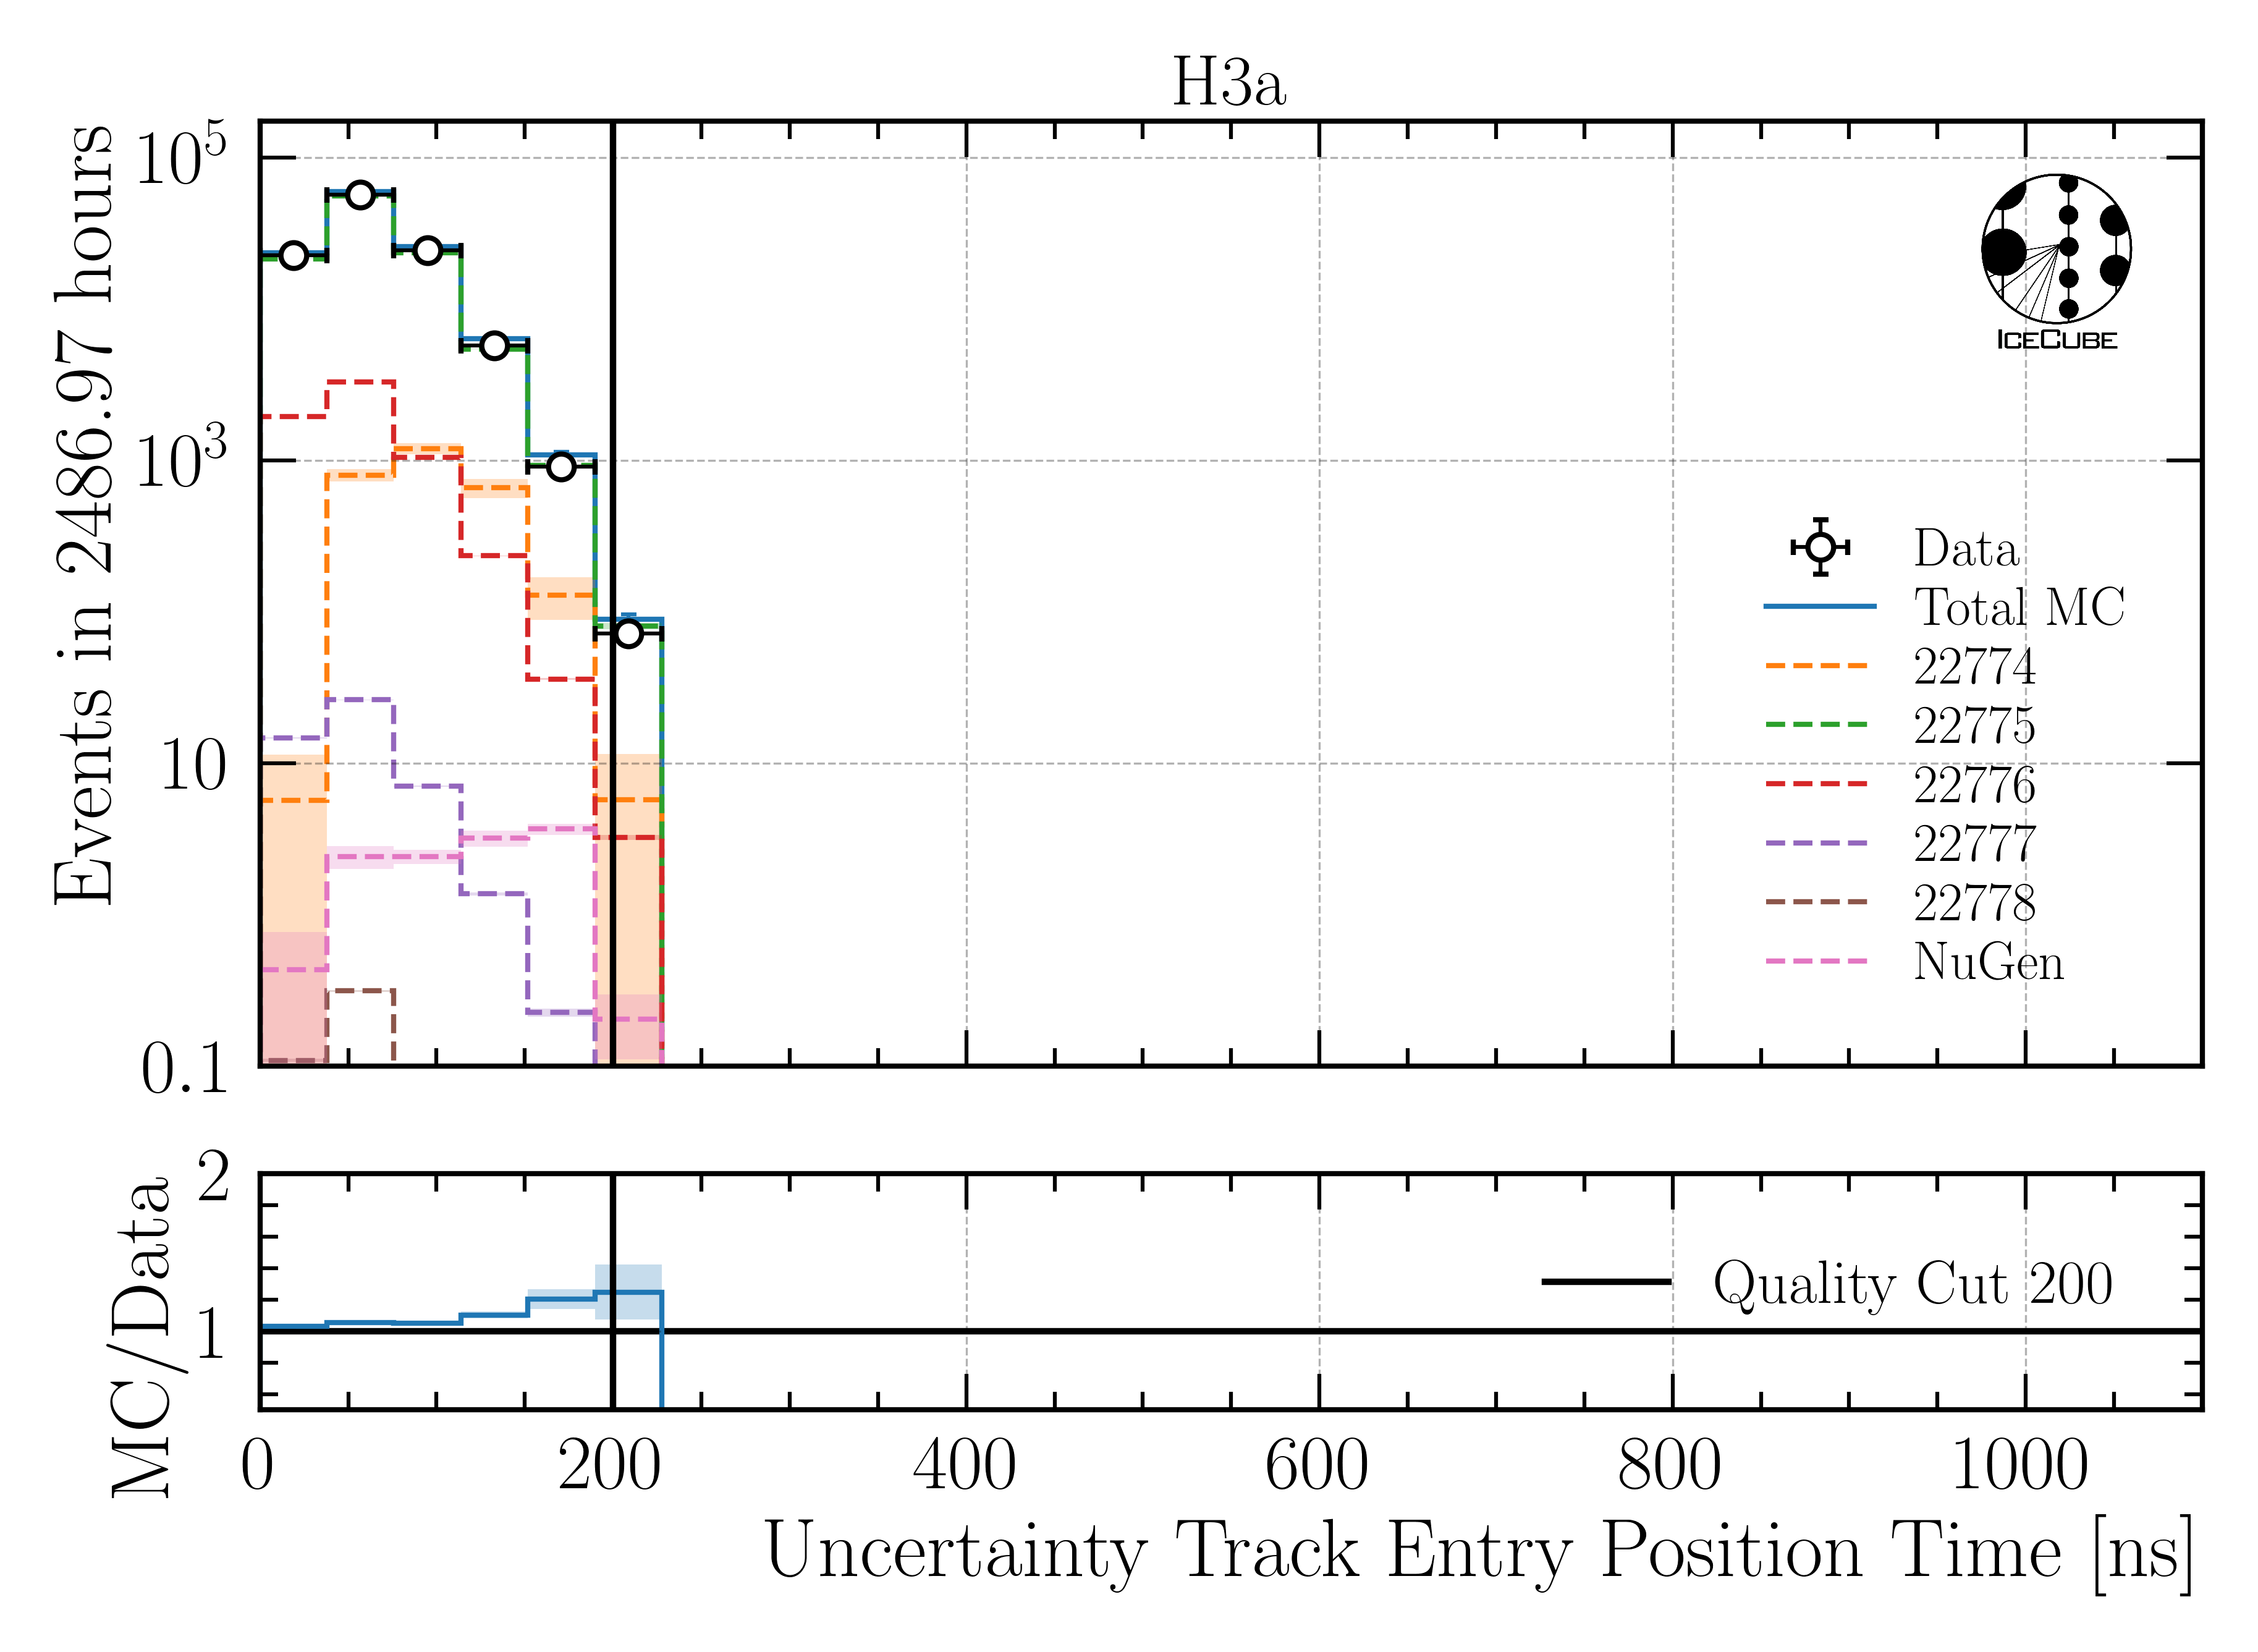 H3a
Events in 2486.97 hours
10^5
10^3
10
0.1
IceCube
Data
Total MC
22774
22775
22776
22777
22778
NuGen
MC/Data
2
1
Quality Cut 200
0 200 400 600 800 1000
Uncertainty Track Entry Position Time [ns]